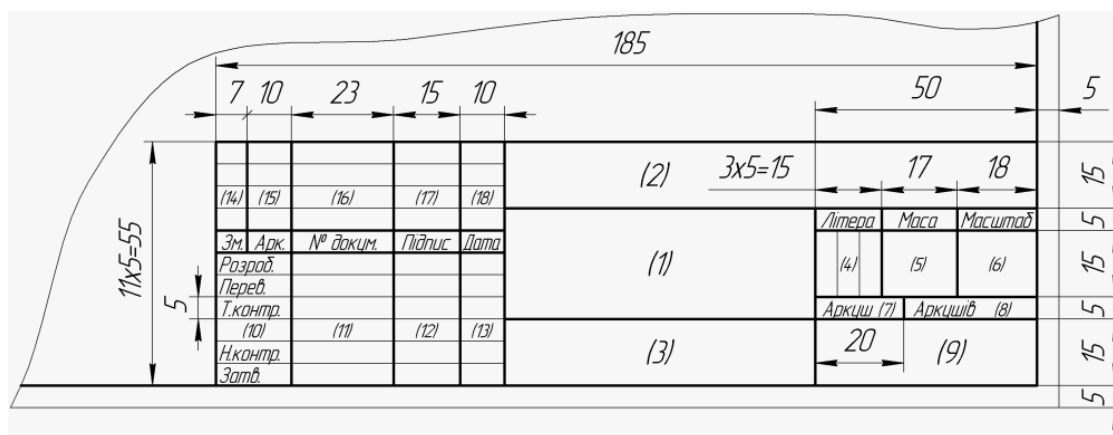 185
7 10 23 15 10 50 5
(2) 3x5=15 17 18 15
(14) (15) (16) (17) (18)
Літера Маса Масштаб 5
Зм. Арк. № докум. Підпис Дата
11x5=55 Розроб. (1) (4) (5) (6) 15
Перев.
5 Т.контр. Аркуш (7) Аркушів (8) 5
(10) (11) (12) (13)
Н.контр. (3) 20 (9) 15
Затв.
5